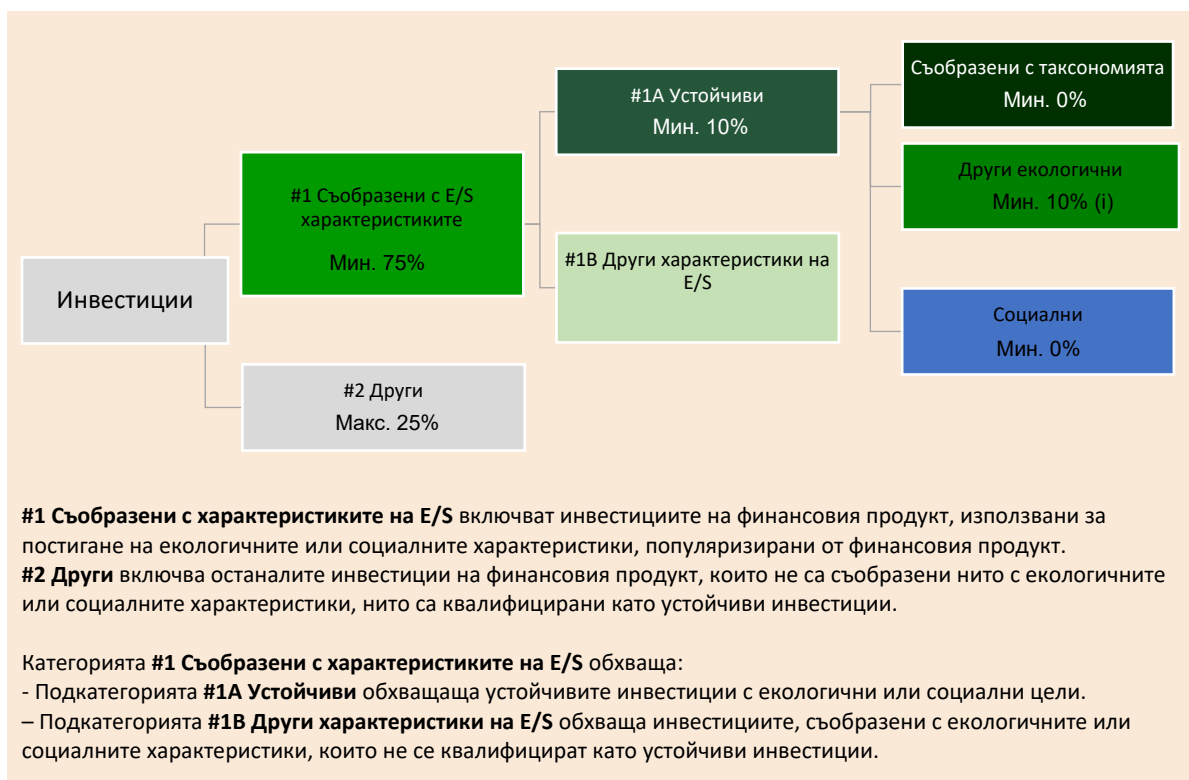 Инвестиции
#1 Съобразени с E/S
характеристиките
Мин. 75%
#2 Други
Макс. 25%
#1A Устойчиви
Мин. 10%
#1B Други характеристики на
E/S
Съобразени с таксономията
Мин. 0%
Други екологични
Мин. 10% (i)
Социални
Мин. 0%
#1 Съобразени с характеристиките на E/S включват инвестициите на финансовия продукт, използвани за
постигане на екологичните или социалните характеристики, популяризирани от финансовия продукт.
#2 Други включва останалите инвестиции на финансовия продукт, които не са съобразени нито с екологичните
или социалните характеристики, нито са квалифицирани като устойчиви инвестиции.
Категорията #1 Съобразени с характеристиките на E/S обхваща:
- Подкатегорията #1A Устойчиви обхващаща устойчивите инвестиции с екологични или социални цели.
– Подкатегорията #1B Други характеристики на E/S обхваща инвестициите, съобразени с екологичните или
социалните характеристики, които не се квалифицират като устойчиви инвестиции.